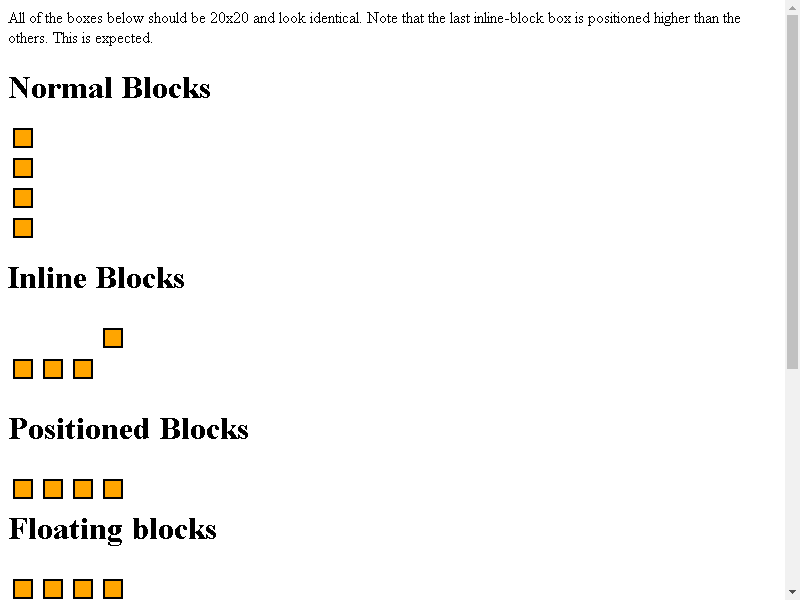 All of the boxes below should be 20x20 and look identical. Note that the last inline-block box is positioned higher than the
others. This is expected.
Normal Blocks
Inline Blocks
Positioned Blocks
Floating blocks